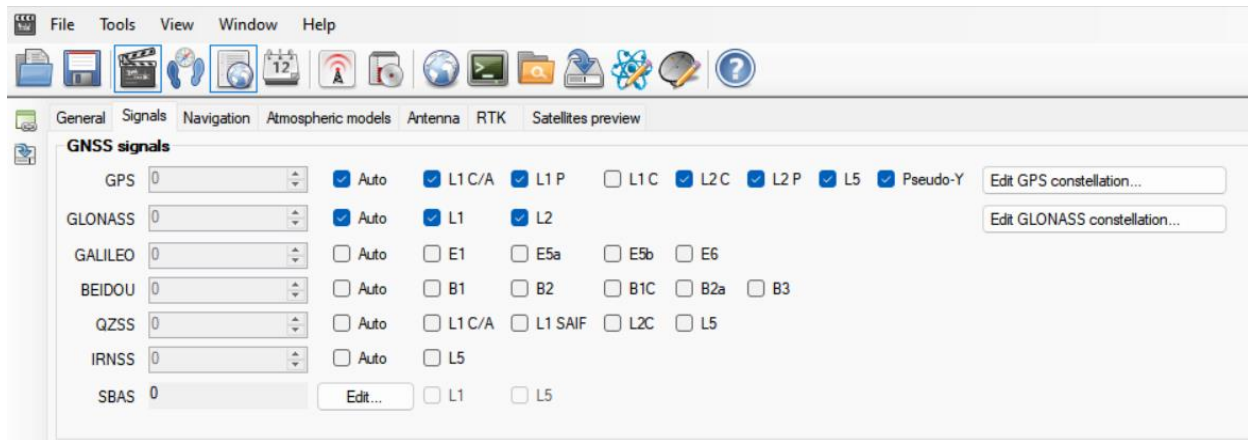 File Tools View Window Help
12
General Signals Navigation Atmospheric models Antenna RTK Satellites preview
GNSS signals
GPS 0 Auto L1 C/A L1 P L1 C L2 C L2 P L5 Pseudo-Y Edit GPS constellation...
GLONASS 0 Auto L1 L2 Edit GLONASS constellation...
GALILEO 0 Auto E1 E5a E5b E6
BEIDOU 0 Auto B1 B2 B1C B2a B3
QZSS 0 Auto L1 C/A L1 SAIF L2C L5
IRNSS 0 Auto L5
SBAS 0 Edit... L1 L5